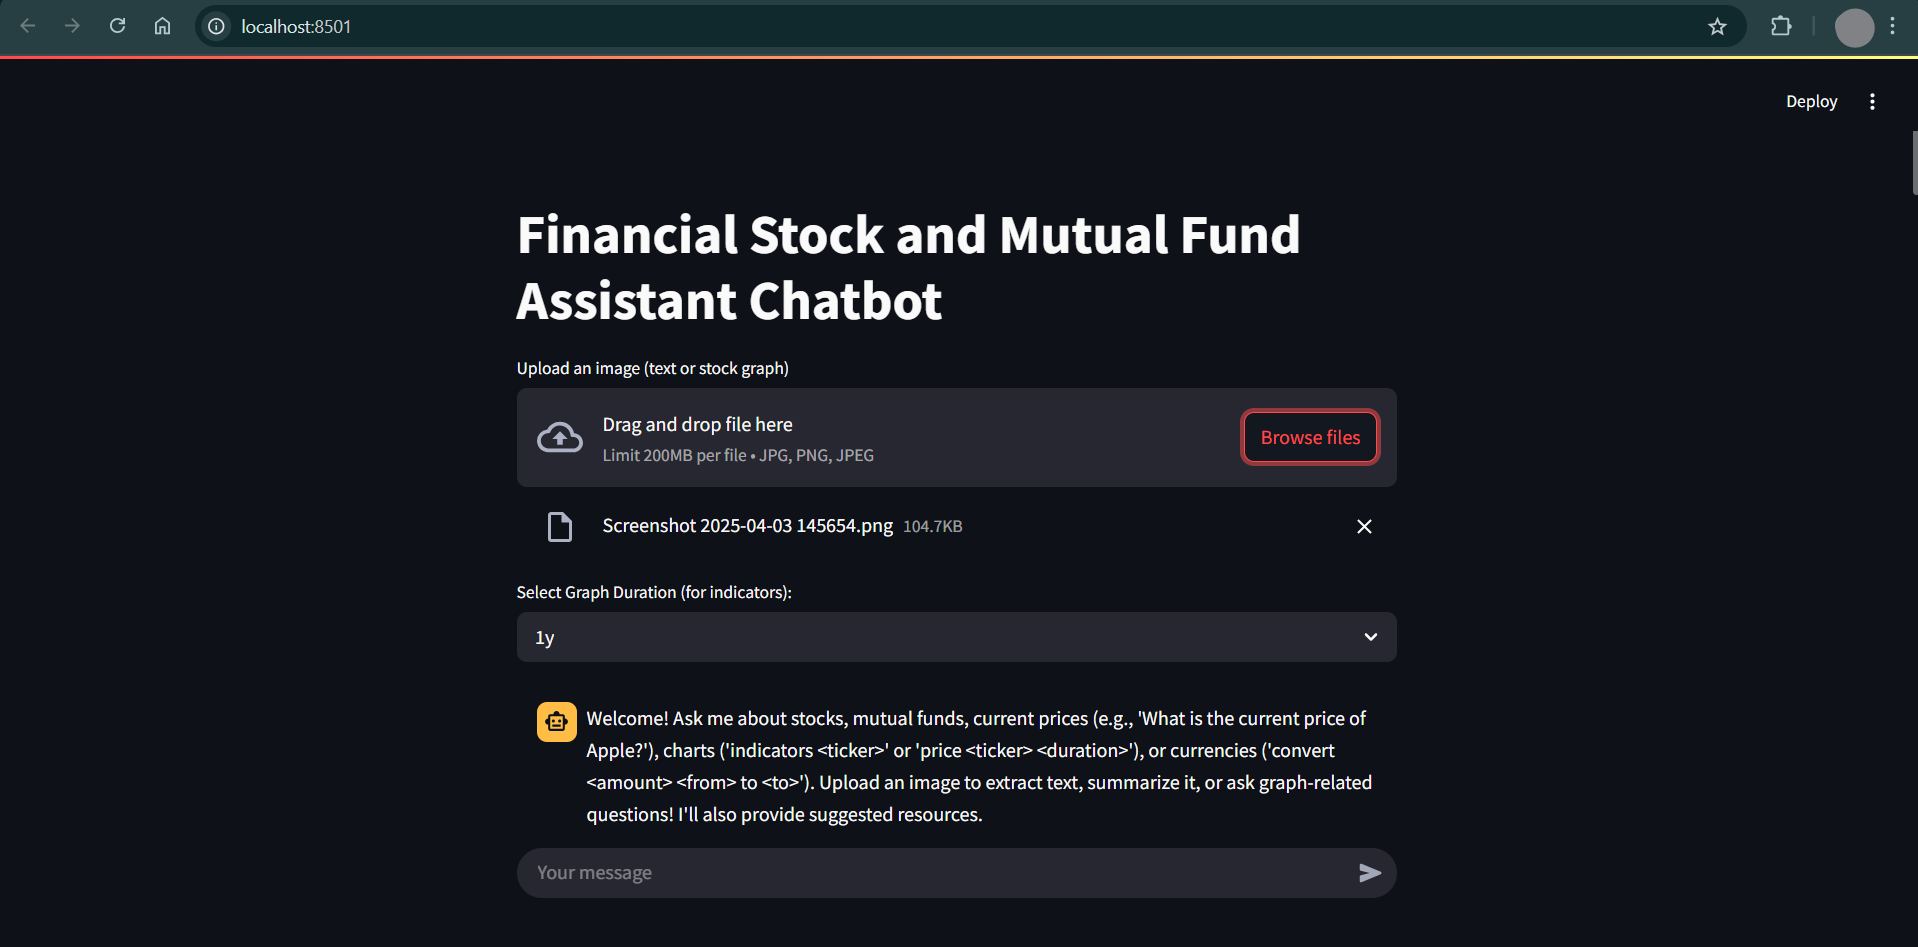 localhost:8501
Deploy
Financial Stock and Mutual Fund
Assistant Chatbot
Upload an image (text or stock graph)
Drag and drop file here
Limit 200MB per file • JPG, PNG, JPEG
Browse files
Screenshot 2025-04-03 145654.png 104.7KB
Select Graph Duration (for indicators):
1y
Welcome! Ask me about stocks, mutual funds, current prices (e.g., 'What is the current price of
Apple?'), charts ('indicators <ticker>' or 'price <ticker> <duration>'), or currencies ('convert
<amount> <from> to <to>'). Upload an image to extract text, summarize it, or ask graph-related
questions! I'll also provide suggested resources.
Your message